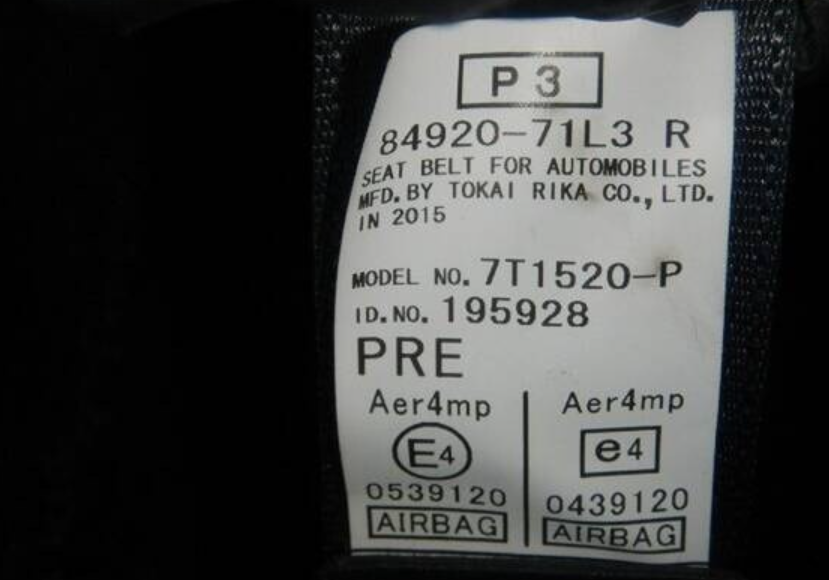 P3
84920-71L3 R
SEAT BELT FOR AUTOMOBILES
MFD. BY TOKAI RIKA CO., LTD.
IN 2015
MODEL NO. 7T1520-P
ID. NO. 195928
PRE
Aer4mp
E4
0539120
AIRBAG
Aer4mp
e4
0439120
AIRBAG